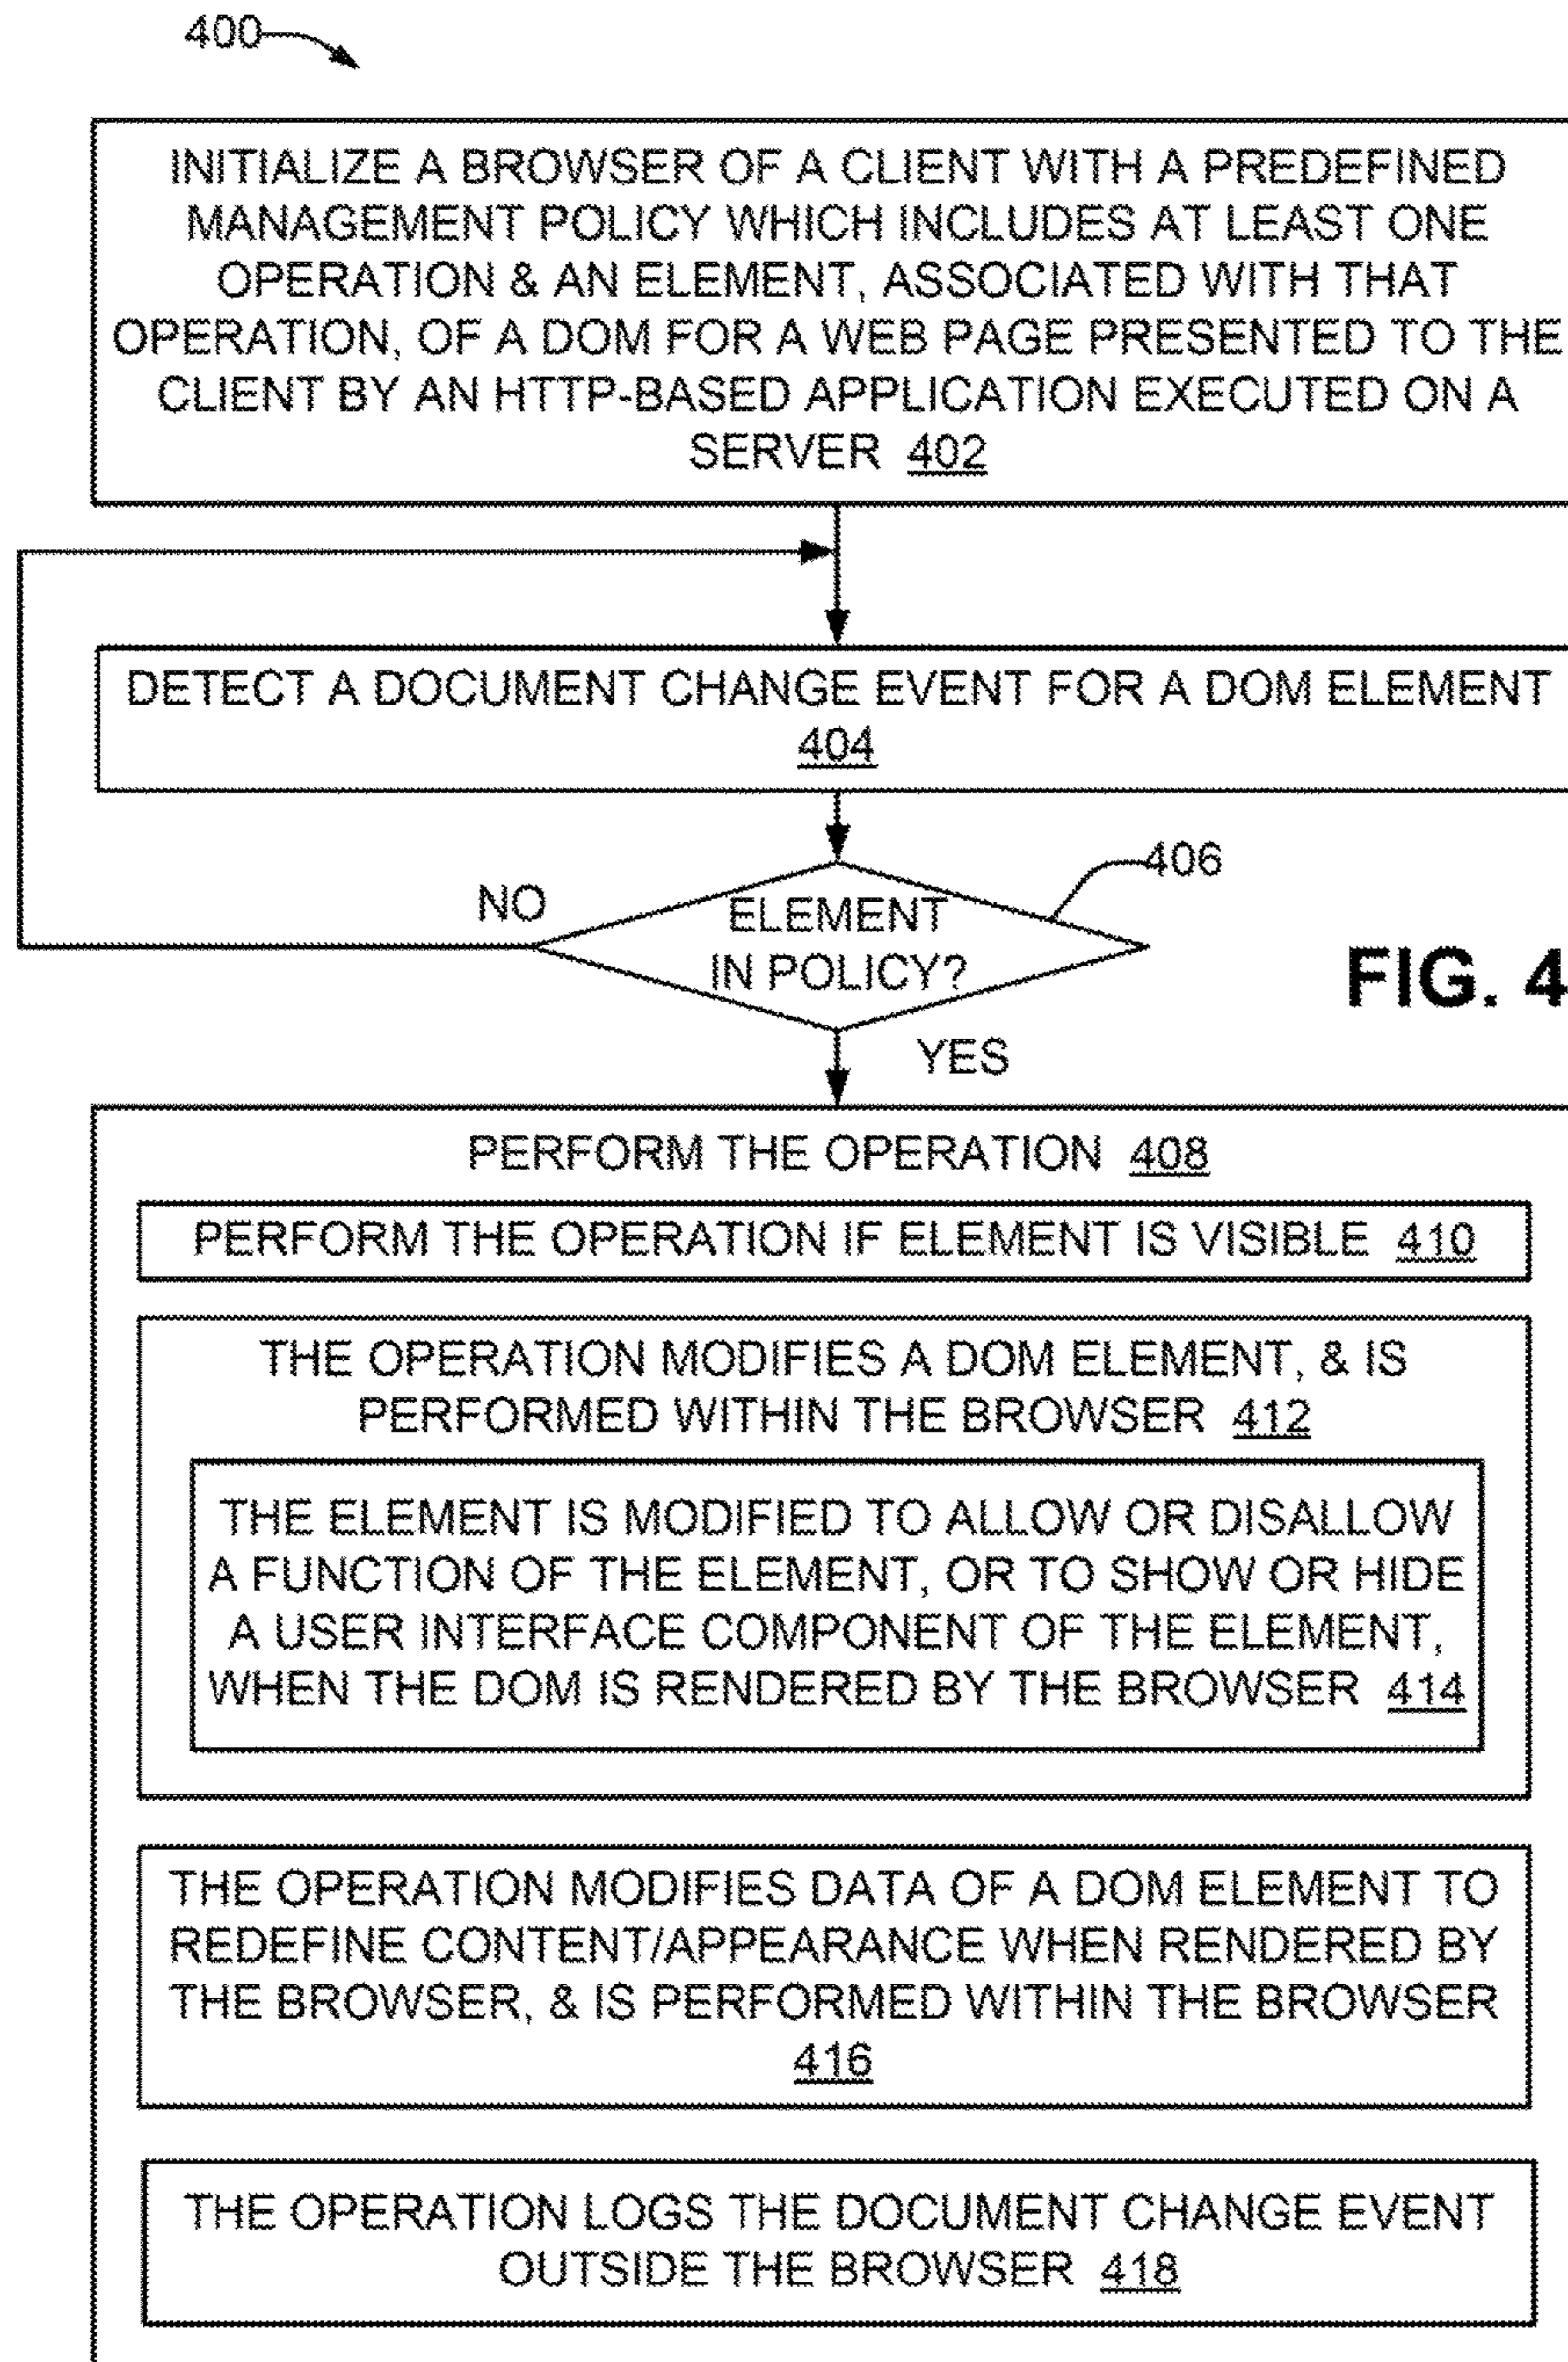 400
INITIALIZE A BROWSER OF A CLIENT WITH A PREDEFINED
MANAGEMENT POLICY WHICH INCLUDES AT LEAST ONE
OPERATION & AN ELEMENT, ASSOCIATED WITH THAT
OPERATION, OF A DOM FOR A WEB PAGE PRESENTED TO THE
CLIENT BY AN HTTP-BASED APPLICATION EXECUTED ON A
SERVER 402
DETECT A DOCUMENT CHANGE EVENT FOR A DOM ELEMENT
404
406
NO
ELEMENT
IN POLICY?
FIG. 4
YES
PERFORM THE OPERATION 408
PERFORM THE OPERATION IF ELEMENT IS VISIBLE 410
THE OPERATION MODIFIES A DOM ELEMENT, & IS
PERFORMED WITHIN THE BROWSER 412
THE ELEMENT IS MODIFIED TO ALLOW OR DISALLOW
A FUNCTION OF THE ELEMENT, OR TO SHOW OR HIDE
A USER INTERFACE COMPONENT OF THE ELEMENT,
WHEN THE DOM IS RENDERED BY THE BROWSER 414
THE OPERATION MODIFIES DATA OF A DOM ELEMENT TO
REDEFINE CONTENT/APPEARANCE WHEN RENDERED BY
THE BROWSER, & IS PERFORMED WITHIN THE BROWSER
416
THE OPERATION LOGS THE DOCUMENT CHANGE EVENT
OUTSIDE THE BROWSER 418